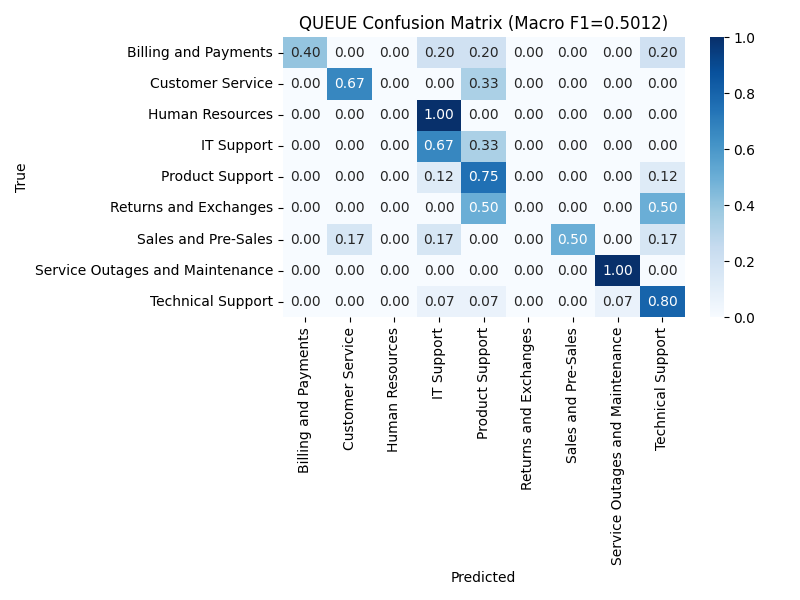 QUEUE Confusion Matrix (Macro F1=0.5012)
True
Billing and Payments 0.40 0.00 0.00 0.20 0.20 0.00 0.00 0.00 0.20
Customer Service 0.00 0.67 0.00 0.00 0.33 0.00 0.00 0.00 0.00
Human Resources 0.00 0.00 0.00 1.00 0.00 0.00 0.00 0.00 0.00
IT Support 0.00 0.00 0.00 0.67 0.33 0.00 0.00 0.00 0.00
Product Support 0.00 0.00 0.00 0.12 0.75 0.00 0.00 0.00 0.12
Returns and Exchanges 0.00 0.00 0.00 0.00 0.50 0.00 0.00 0.00 0.50
Sales and Pre-Sales 0.00 0.17 0.00 0.17 0.00 0.00 0.50 0.00 0.17
Service Outages and Maintenance 0.00 0.00 0.00 0.00 0.00 0.00 0.00 1.00 0.00
Technical Support 0.00 0.00 0.00 0.07 0.07 0.00 0.00 0.07 0.80
Billing and Payments
Customer Service
Human Resources
IT Support
Product Support
Returns and Exchanges
Sales and Pre-Sales
Service Outages and Maintenance
Technical Support
Predicted
1.0
0.8
0.6
0.4
0.2
0.0